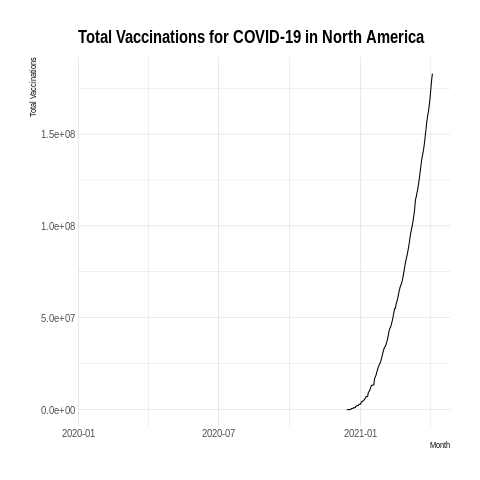 Total Vaccinations for COVID-19 in North America
Total Vaccinations
1.5e+08
1.0e+08
5.0e+07
0.0e+00
2020-01
2020-07
2021-01
Month